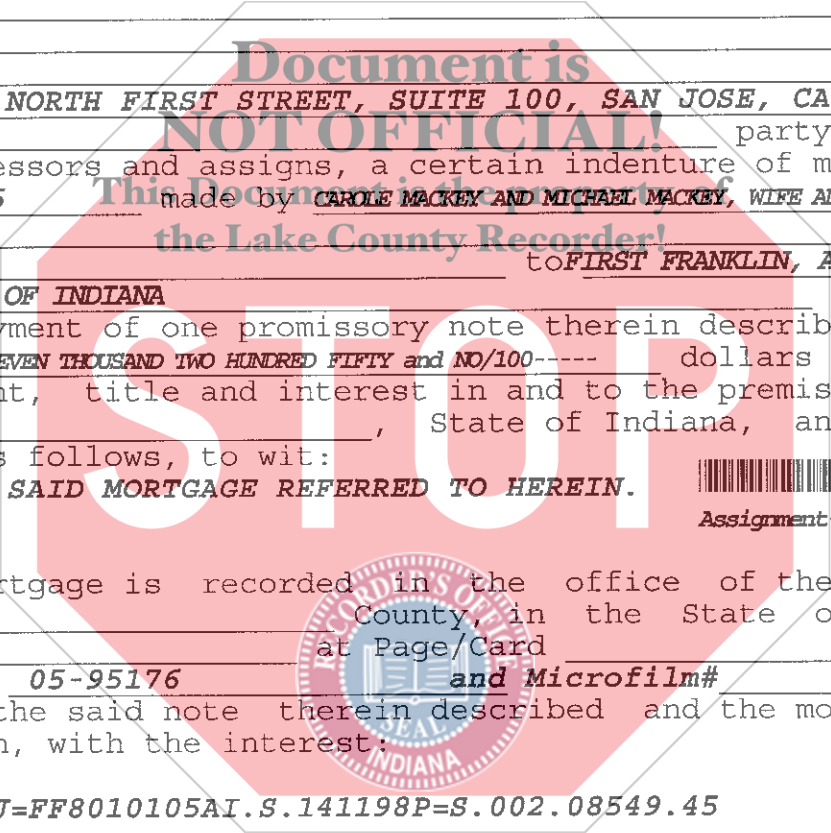 Document is
NORTH FIRST STREET, SUITE 100, SAN JOSE, CA
NOT OFFICIAL!
party
essors and assigns, a certain indenture of m
This Document is the property of
5 made by CAROLE MACKEY AND MICHAEL MACKEY, WIFE AN
the Lake County Recorder!
to FIRST FRANKLIN, A
OF INDIANA
yment of one promissory note therein describ
EVEN THOUSAND TWO HUNDRED FIFTY and NO/100----- dollars
nt, title and interest in and to the premis
, State of Indiana, an
s follows, to wit:
SAID MORTGAGE REFERRED TO HEREIN.
STOP
Assignment
rtgage is recorded in the office of the
County, in the State o
at Page/Card
05-95176 and Microfilm#
the said note therein described and the mo
n, with the interest:
RECORDER'S OFFICE
SEAL
INDIANA
J=FF8010105AI.S.141198P=S.002.08549.45